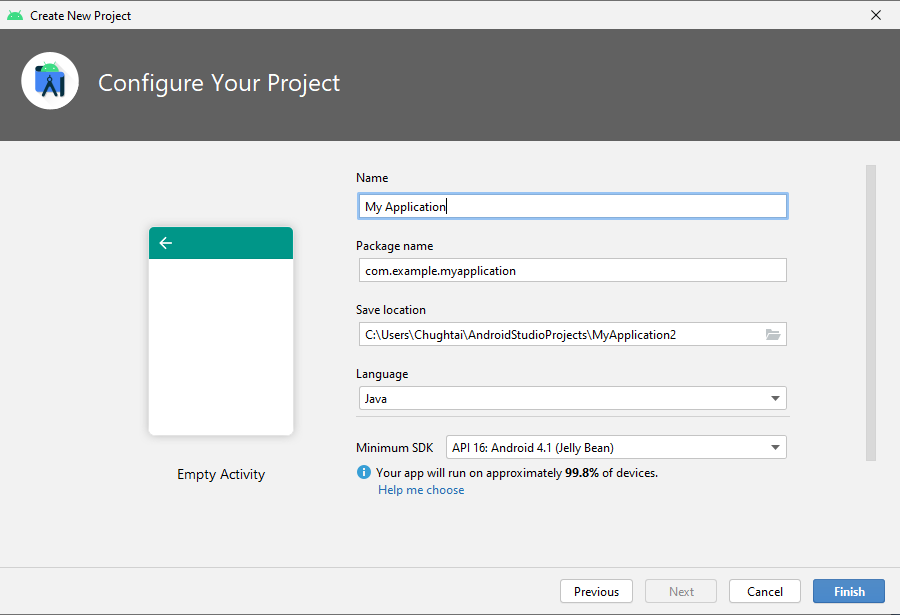 Create New Project
Configure Your Project
Name
My Application
Package name
com.example.myapplication
Save location
C:\Users\Chughtai\AndroidStudioProjects\MyApplication2
Language
Java
Minimum SDK API 16: Android 4.1 (Jelly Bean)
Your app will run on approximately 99.8% of devices.
Help me choose
Empty Activity
Previous Next Cancel Finish